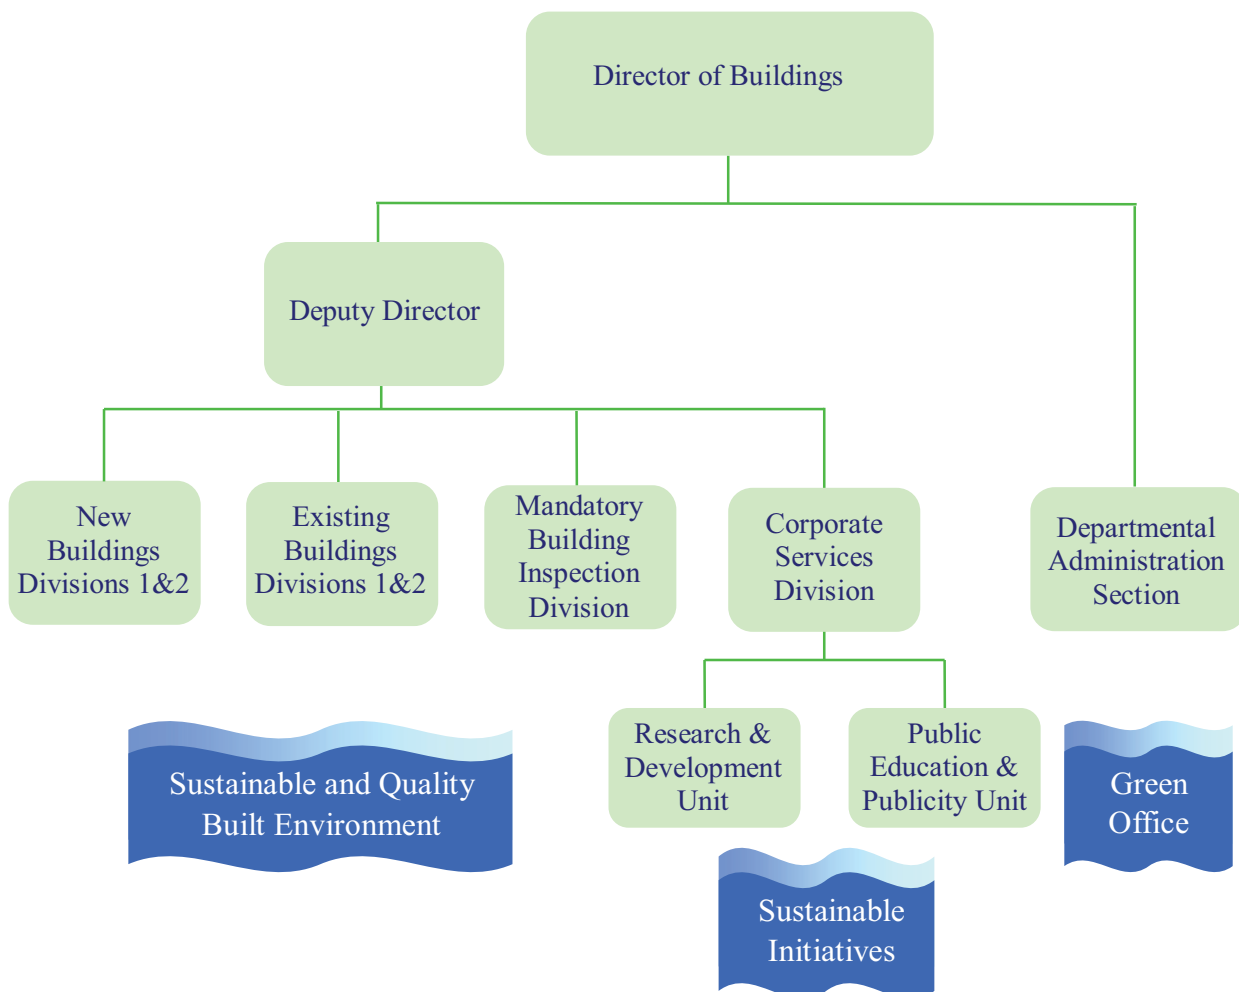 Director of Buildings
Deputy Director
New
Buildings
Divisions 1&2
Existing
Buildings
Divisions 1&2
Mandatory
Building
Inspection
Division
Corporate
Services
Division
Departmental
Administration
Section
Research &
Development
Unit
Public
Education &
Publicity Unit
Sustainable and Quality
Built Environment
Green
Office
Sustainable
Initiatives